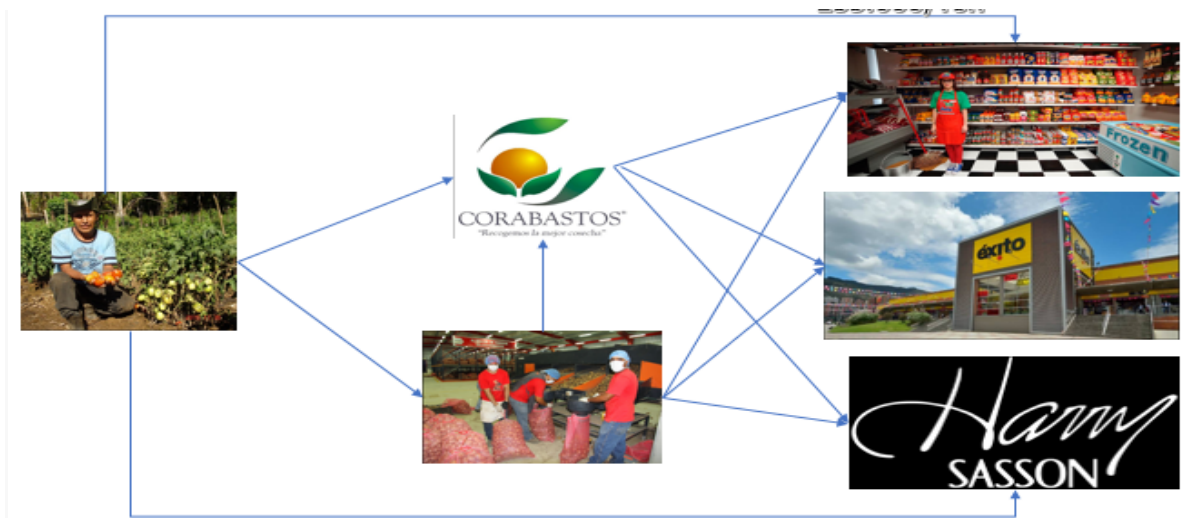 CORABASTOS
"Recogemos la mejor cosecha"
Frozen
éxito
Harry
SASSON